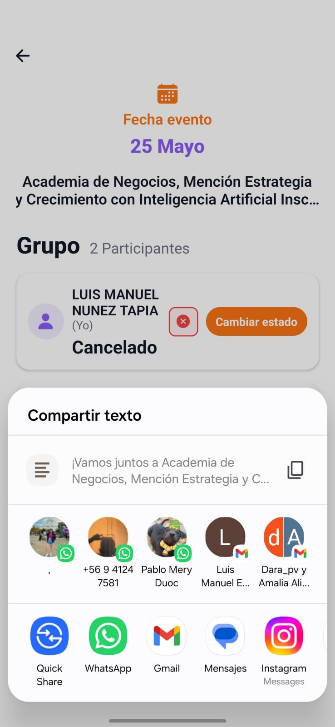 Fecha evento
25 Mayo
Academia de Negocios, Mención Estrategia
y Crecimiento con Inteligencia Artificial Insc...
Grupo 2 Participantes
LUIS MANUEL
NUNEZ TAPIA
(Yo)
Cancelado
Cambiar estado
Compartir texto
¡Vamos juntos a Academia de
Negocios, Mención Estrategia y C...
.
+56 9 4124
7581
Pablo Mery
Duoc
L
Luis
Manuel E...
d A
Dara_pv y
Amalia Ali...
Quick
Share
WhatsApp
Gmail
Mensajes
Instagram
Messages